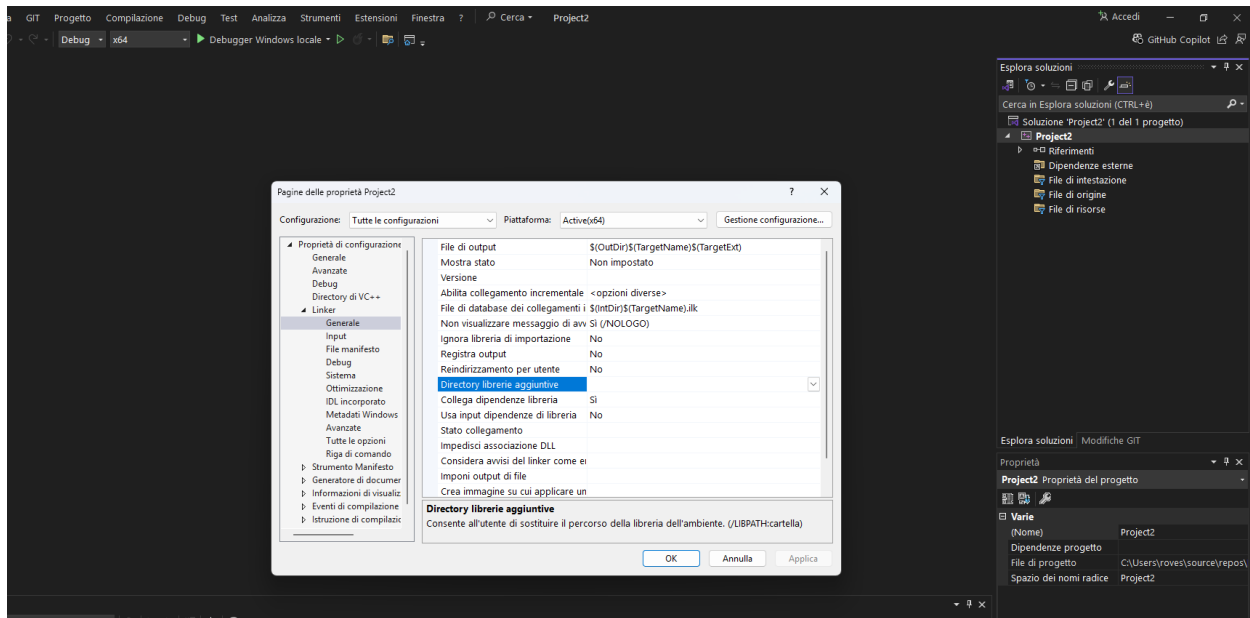 a GIT Progetto Compilazione Debug Test Analizza Strumenti Estensioni Finestra ? Cerca Project2 Accedi
Debug x64 Debugger Windows locale GitHub Copilot
Esplora soluzioni
Cerca in Esplora soluzioni (CTRL+è)
Soluzione 'Project2' (1 del 1 progetto)
Project2
Riferimenti
Dipendenze esterne
File di intestazione
File di origine
File di risorse
Pagine delle proprietà Project2 ?
Configurazione: Tutte le configurazioni Piattaforma: Active(x64) Gestione configurazione...
Proprietà di configurazione
Generale
Avanzate
Debug
Directory di VC++
Linker
Generale
Input
File manifesto
Debug
Sistema
Ottimizzazione
IDL incorporato
Metadati Windows
Avanzate
Tutte le opzioni
Riga di comando
Strumento Manifesto
Generatore di documer
Informazioni di visualiz
Eventi di compilazione
Istruzione di compilazic
File di output $(OutDir)$(TargetName)$(TargetExt)
Mostra stato Non impostato
Versione
Abilita collegamento incrementale <opzioni diverse>
File di database dei collegamenti i $(IntDir)$(TargetName).ilk
Non visualizzare messaggio di avv Sì (/NOLOGO)
Ignora libreria di importazione No
Registra output No
Reindirizzamento per utente No
Directory librerie aggiuntive
Collega dipendenze libreria Sì
Usa input dipendenze di libreria No
Stato collegamento
Impedisci associazione DLL
Considera avvisi del linker come er
Imponi output di file
Crea immagine su cui applicare un
Directory librerie aggiuntive
Consente all'utente di sostituire il percorso della libreria dell'ambiente. (/LIBPATH:cartella)
OK Annulla Applica
Esplora soluzioni Modifiche GIT
Proprietà
Project2 Proprietà del progetto
Varie
(Nome) Project2
Dipendenze progetto
File di progetto C:\Users\roves\source\repos\
Spazio dei nomi radice Project2